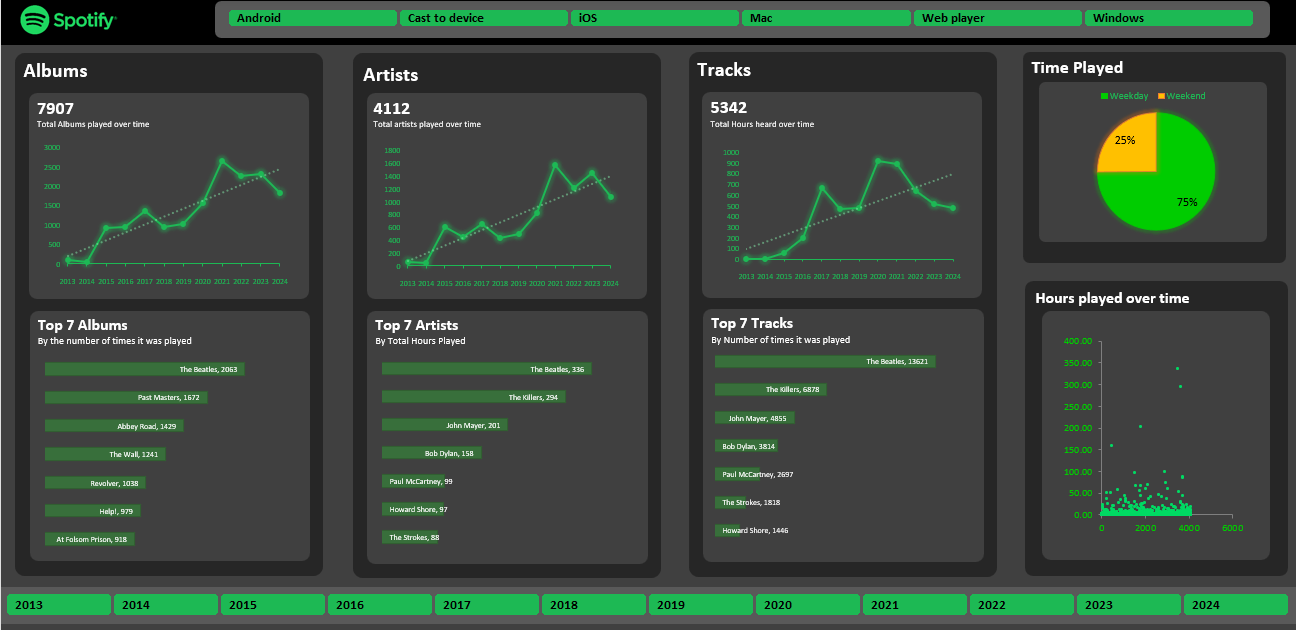 Spotify
Android
Cast to device
iOS
Mac
Web player
Windows
Albums
7907
Total Albums played over time
3000
2500
2000
1500
1000
500
0
2013 2014 2015 2016 2017 2018 2019 2020 2021 2022 2023 2024
Top 7 Albums
By the number of times it was played
The Beatles, 2063
Past Masters, 1672
Abbey Road, 1429
The Wall, 1241
Revolver, 1038
Help!, 979
At Folsom Prison, 918
Artists
4112
Total artists played over time
1800
1600
1400
1200
1000
800
600
400
200
0
2013 2014 2015 2016 2017 2018 2019 2020 2021 2022 2023 2024
Top 7 Artists
By Total Hours Played
The Beatles, 336
The Killers, 294
John Mayer, 201
Bob Dylan, 158
Paul McCartney, 99
Howard Shore, 97
The Strokes, 88
Tracks
5342
Total Hours heard over time
1000
900
800
700
600
500
400
300
200
100
0
2013 2014 2015 2016 2017 2018 2019 2020 2021 2022 2023 2024
Top 7 Tracks
By Number of times it was played
The Beatles, 13621
The Killers, 6878
John Mayer, 4855
Bob Dylan, 3814
Paul McCartney, 2697
The Strokes, 1818
Howard Shore, 1446
Time Played
Weekday Weekend
25%
75%
Hours played over time
400.00
350.00
300.00
250.00
200.00
150.00
100.00
50.00
0.00
0 2000 4000 6000
2013
2014
2015
2016
2017
2018
2019
2020
2021
2022
2023
2024